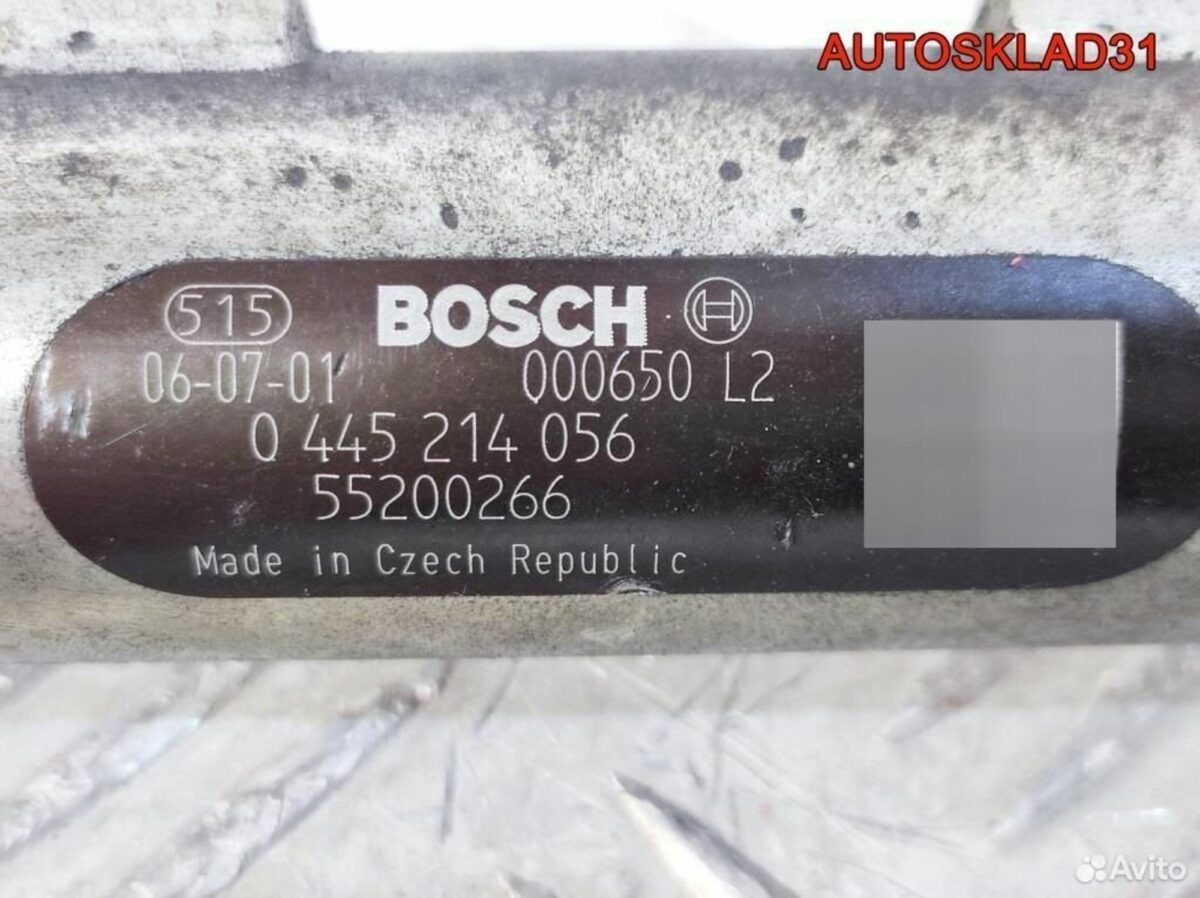 AUTOSKLAD31
515 BOSCH
06-07-01 000650 L2
0 445 214 056
55200266
Made in Czech Republic
Avito